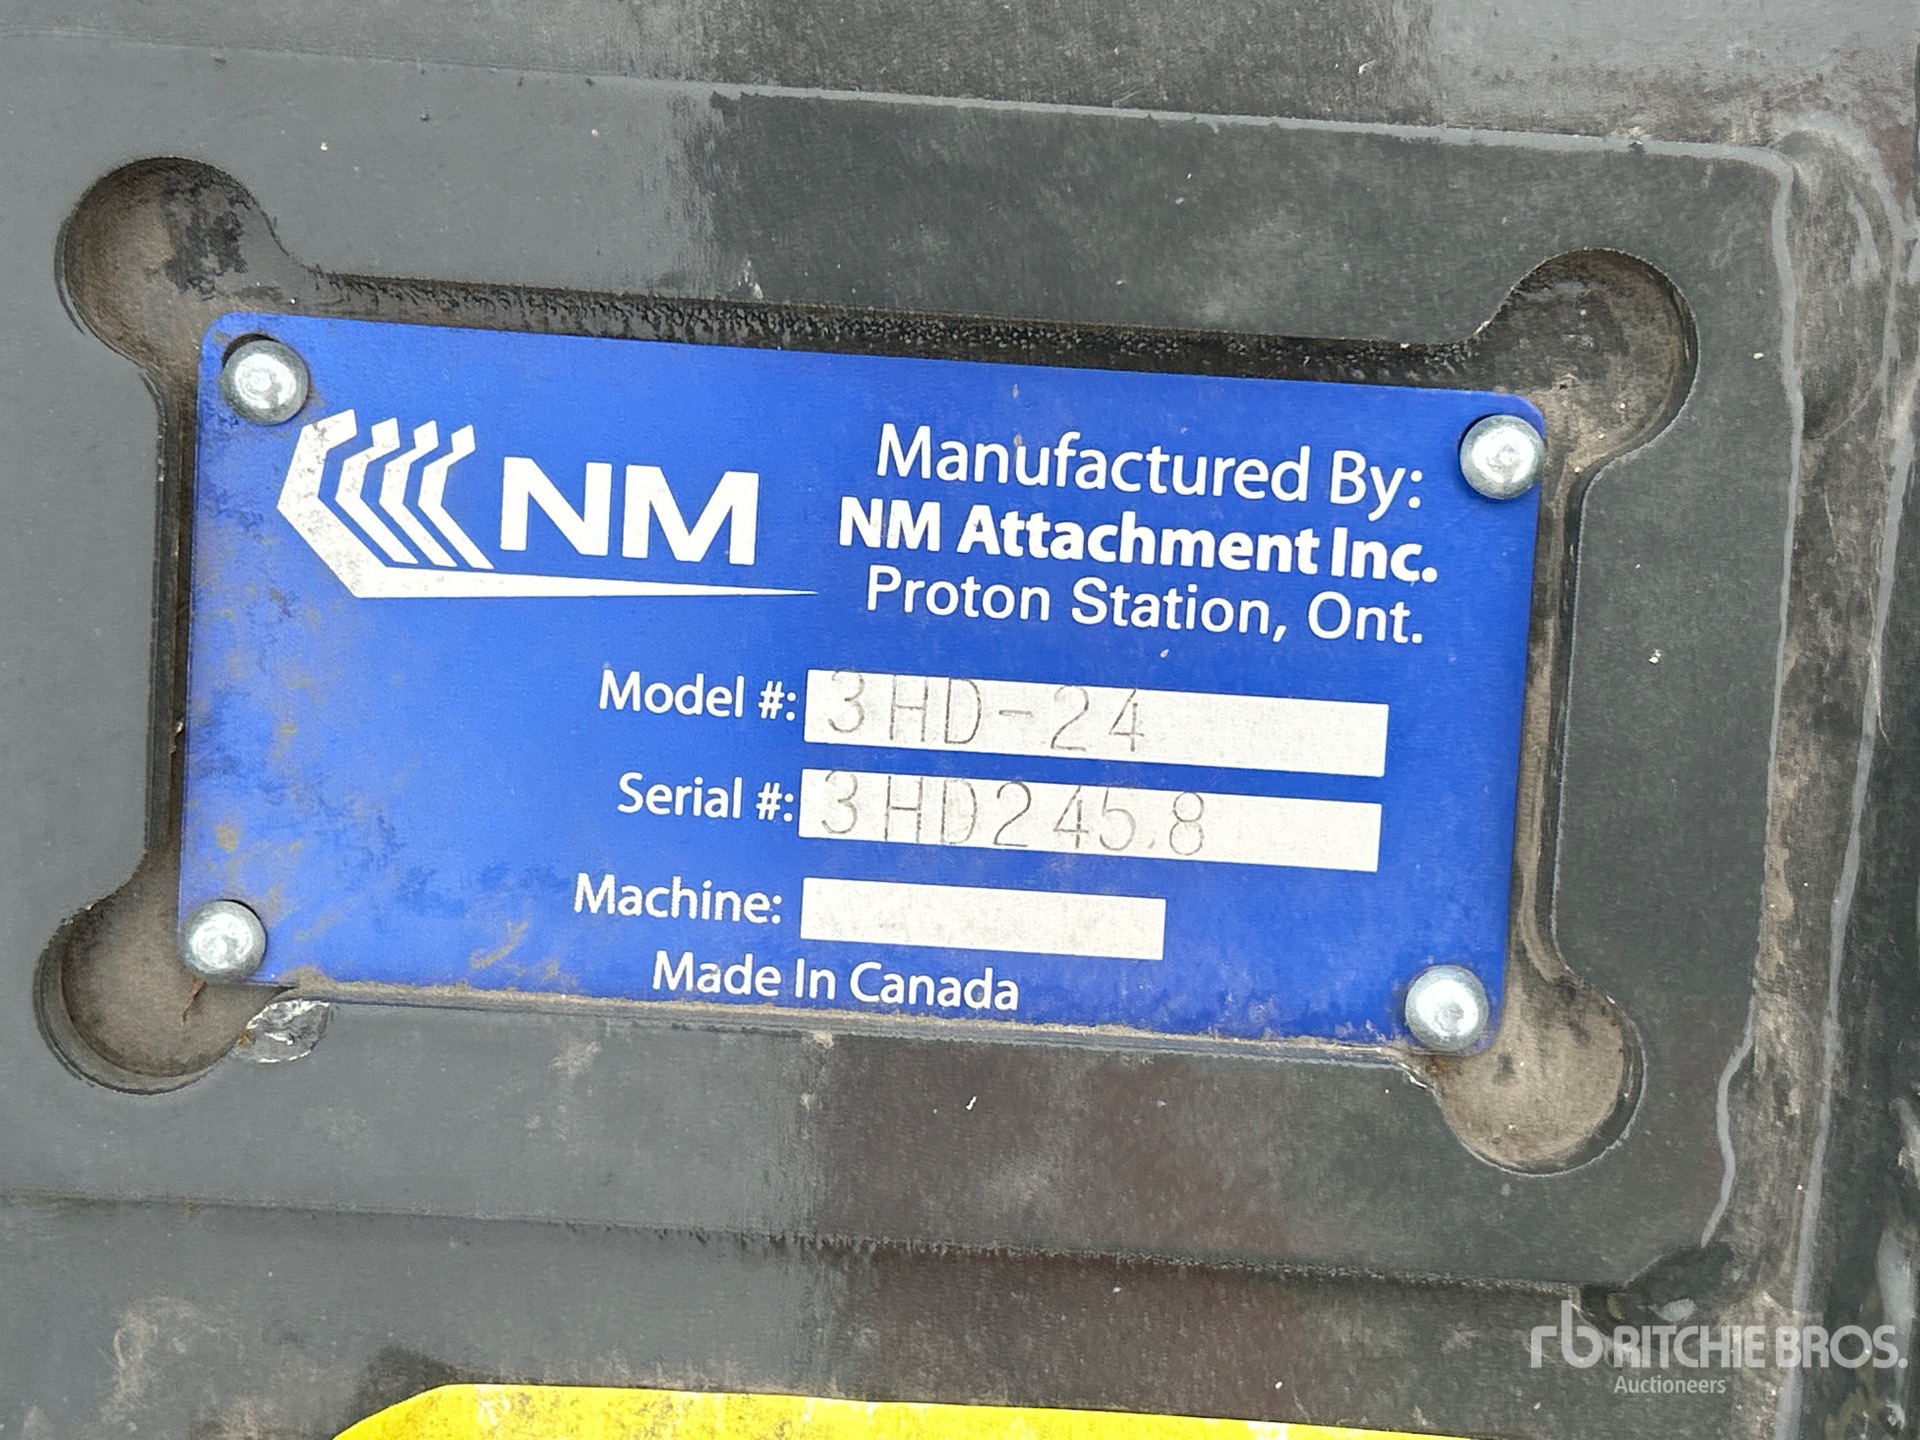 NM
Manufactured By:
NM Attachment Inc.
Proton Station, Ont.
Model #: 3HD-24
Serial #: 3HD245.8
Machine:
Made In Canada
rb RITCHIE BROS.
Auctioneers